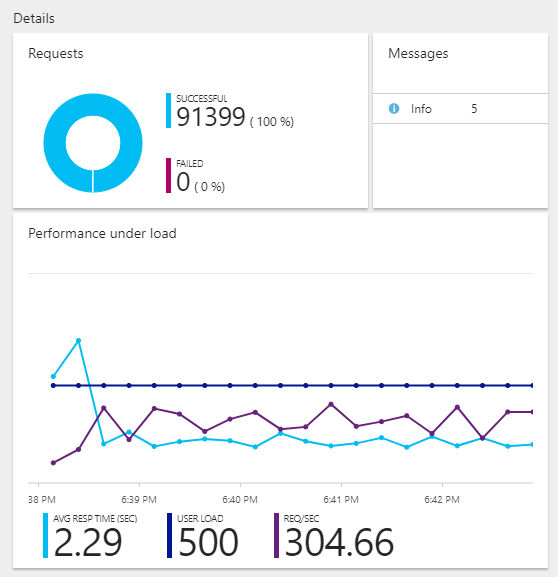 Details
Requests
Messages
SUCCESSFUL
91399 ( 100 %)
FAILED
0 ( 0 %)
Info 5
Performance under load
38 PM 6:39 PM 6:40 PM 6:41 PM 6:42 PM
AVG RESP TIME (SEC)
2.29
USER LOAD
500
REQ/SEC
304.66